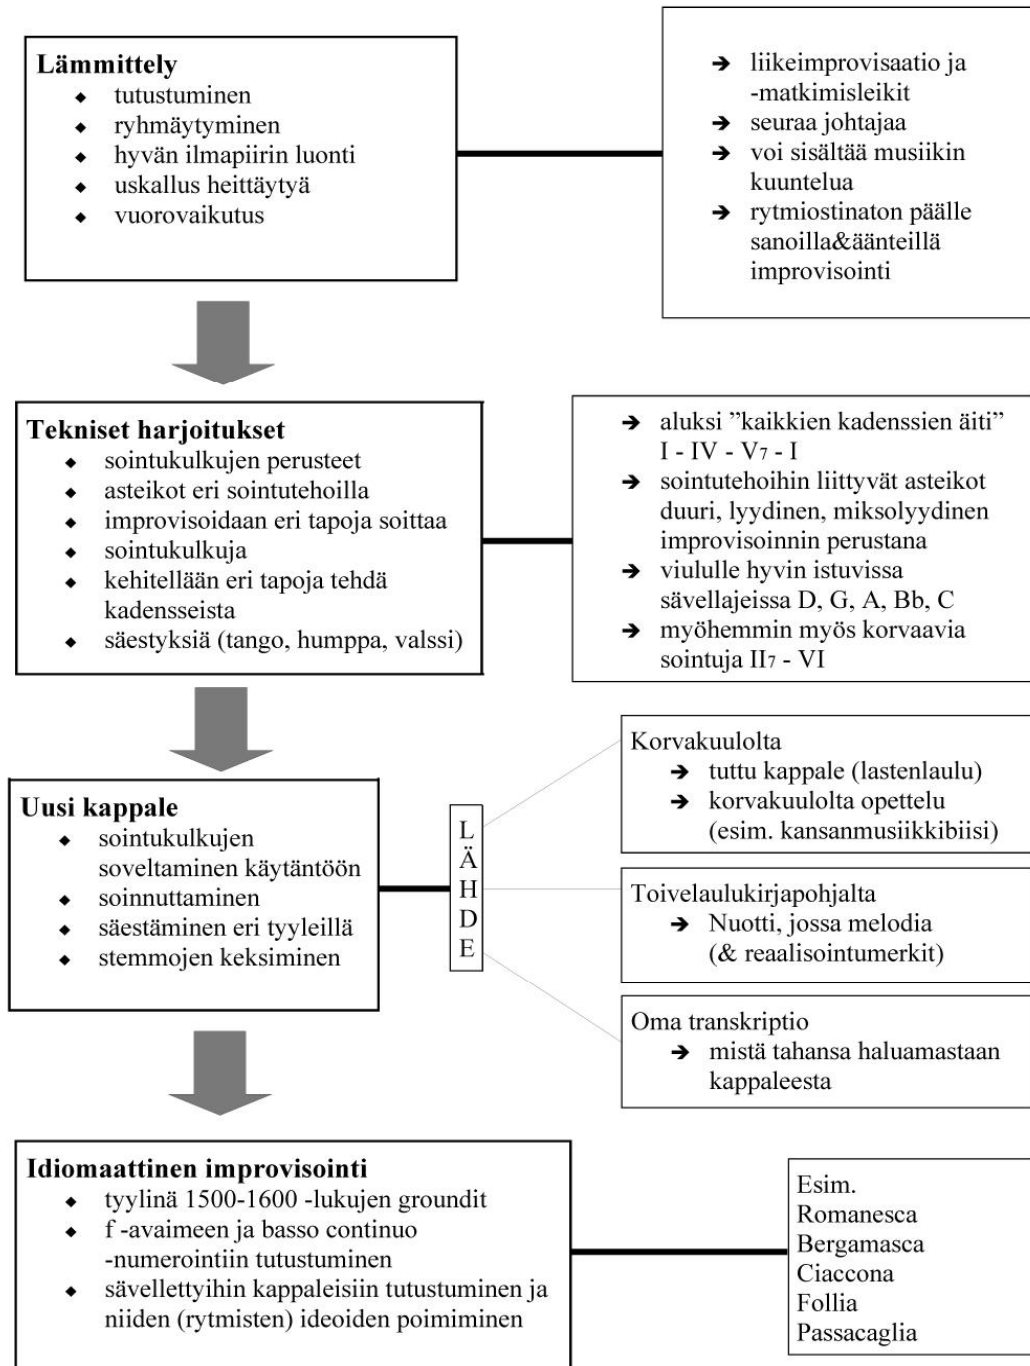 Lämmittely
◆ tutustuminen
◆ ryhmäytyminen
◆ hyvän ilmapiirin luonti
◆ uskallus heittäytyä
◆ vuorovaikutus
➔ liikeimprovisaatio ja
-matkimisleikit
➔ seuraa johtajaa
➔ voi sisältää musiikin
kuuntelua
➔ rytmiostinaton päälle
sanoilla&äänteillä
improvisointi
Tekniset harjoitukset
◆ sointukulkujen perusteet
◆ asteikot eri sointutehoilla
◆ improvisoidaan eri tapoja soittaa
◆ sointukulkuja
◆ kehitellään eri tapoja tehdä
kadensseista
◆ säestyksiä (tango, humppa, valssi)
➔ aluksi ”kaikkien kadenssien äiti”
I - IV - V7 - I
➔ sointutehoihin liittyvät asteikot
duuri, lyydinen, miksolyydinen
improvisoinnin perustana
➔ viululle hyvin istuvissa
sävellajeissa D, G, A, Bb, C
➔ myöhemmin myös korvaavia
sointuja II7 - VI
Uusi kappale
◆ sointukulkujen
soveltaminen käytäntöön
◆ soinnuttaminen
◆ säestäminen eri tyyleillä
◆ stemmojen keksiminen
L
Ä
H
D
E
Korvakuulolta
➔ tuttu kappale (lastenlaulu)
➔ korvakuulolta opettelu
(esim. kansanmusiikkibiisi)
Toivelaulukirjapohjalta
➔ Nuotti, jossa melodia
(& reaalisointumerkit)
Oma transkriptio
➔ mistä tahansa haluamastaan
kappaleesta
Idiomaattinen improvisointi
◆ tyylinä 1500-1600 -lukujen groundit
◆ f -avaimeen ja basso continuo
-numerointiin tutustuminen
◆ sävellettyihin kappaleisiin tutustuminen ja
niiden (rytmisten) ideoiden poimiminen
Esim.
Romanesca
Bergamasca
Ciaccona
Follia
Passacaglia